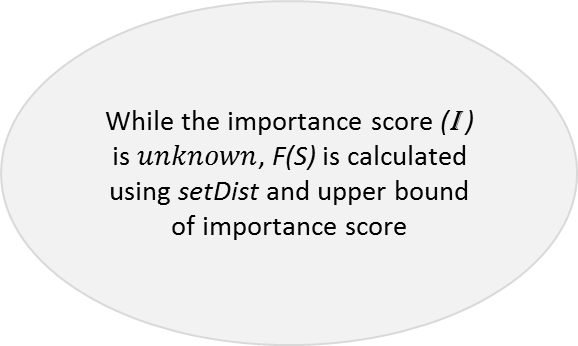 While the importance score (I)
is unknown, F(S) is calculated
using setDist and upper bound
of importance score